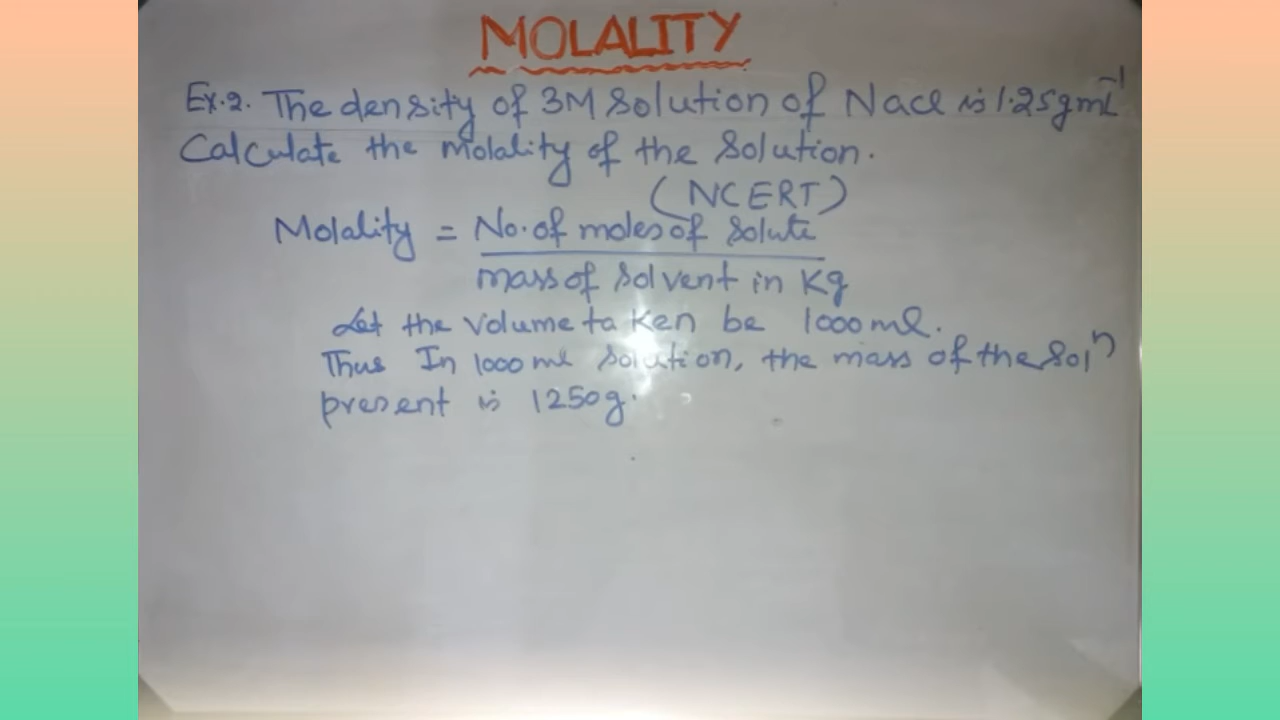 MOLALITY
Ex.2. The density of 3M Solution of Nacl is 1.25gmL⁻¹
Calculate the molality of the Solution.
(NCERT)
Molality = No. of moles of Solute
mass of Solvent in Kg
Let the volume taken be 1000ml.
Thus In 1000ml solution, the mass of the Solⁿ
present is 1250g.